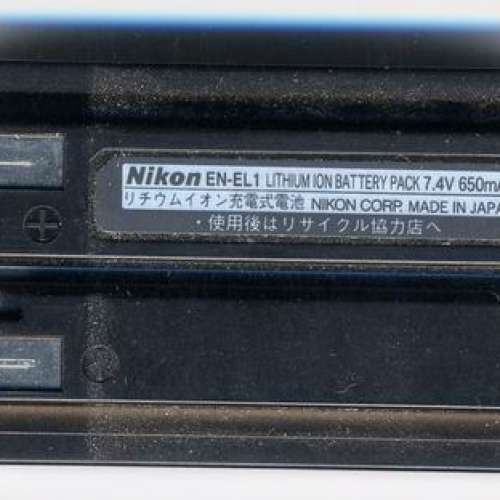 Nikon EN-EL1 LITHIUM ION BATTERY PACK 7.4V 650m
リチウムイオン充電式電池 NIKON CORP. MADE IN JAPA
・使用後はリサイクル協力店へ